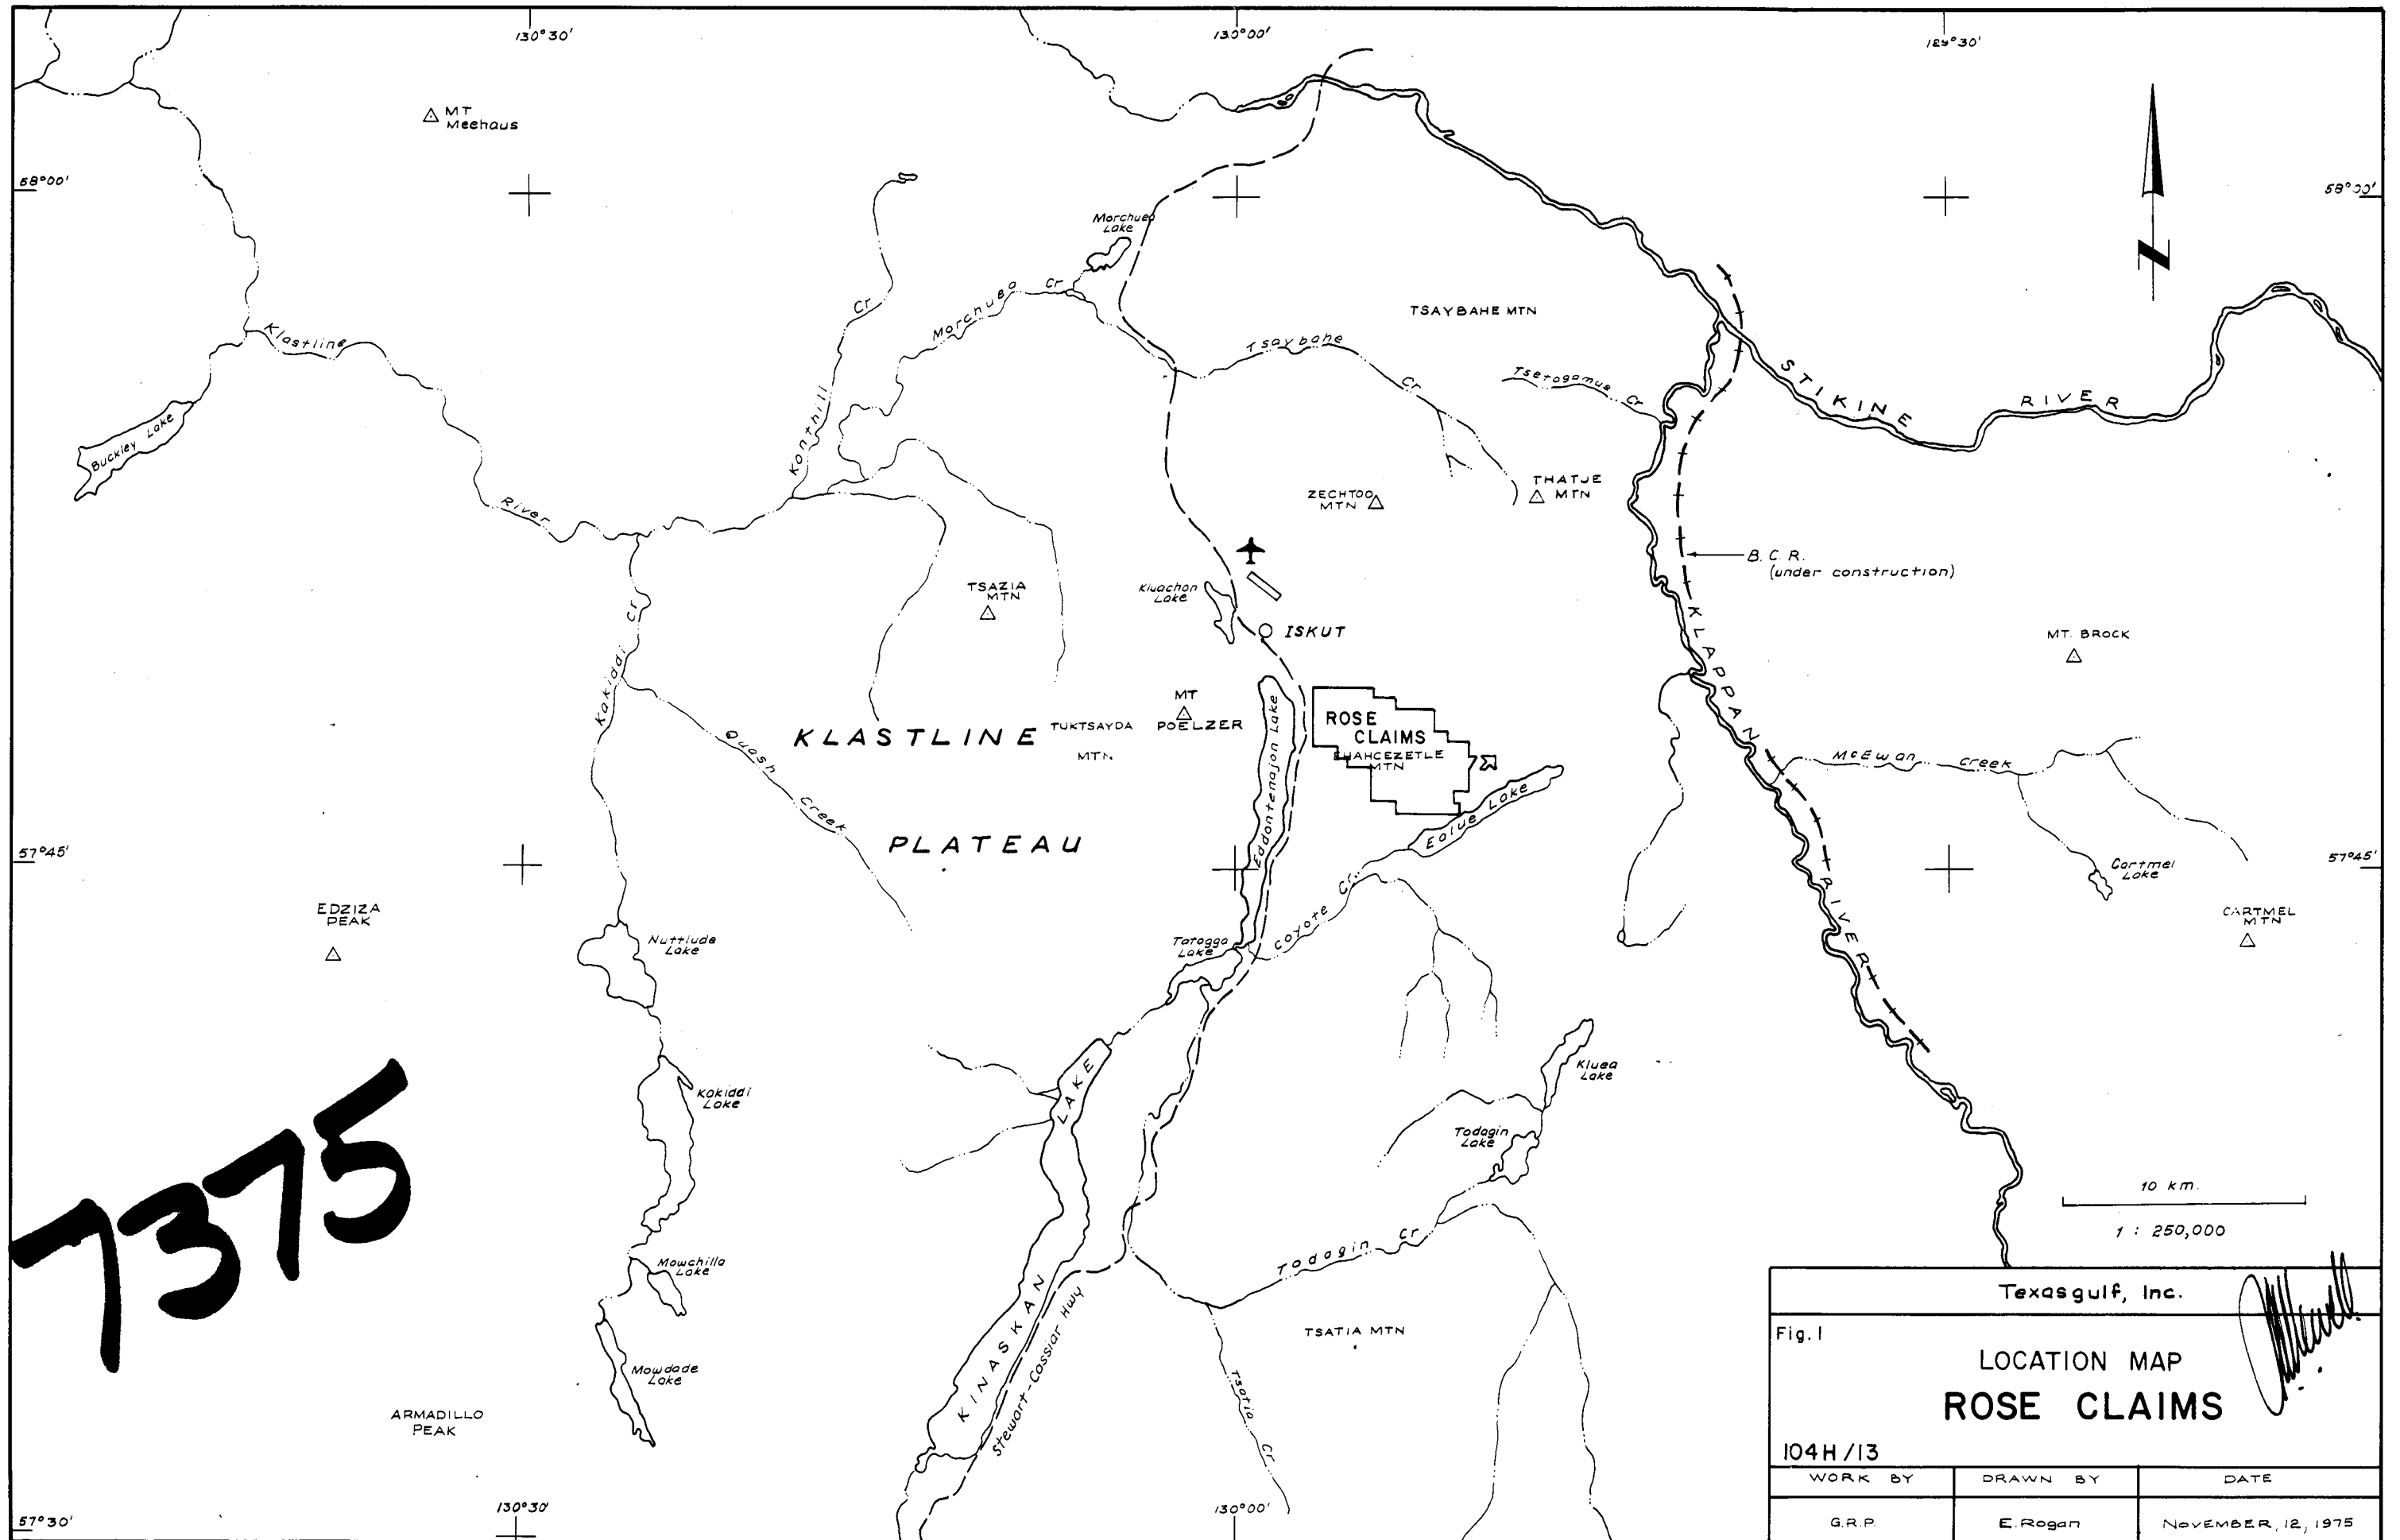 130°30'
130°00'
129°30'
MT
Meehaus
58°00'
58°00'
Morchuea
Lake
Morchuea Cr
Konthill Cr
TSAYBAHE MTN
Tsaybahe Cr
Tsetogamus Cr
Klastline River
Buckley Lake
STIKINE RIVER
ZECHTOO
MTN
THATJE
MTN
B.C.R.
(under construction)
TSAZIA
MTN
Kluachon
Lake
ISKUT
KLAPPAN RIVER
MT. BROCK
Kakiddi Cr
Quash Creek
KLASTLINE
PLATEAU
TUKTSAYDA
MTN.
MT
POELZER
Eddontenajon Lake
ROSE
CLAIMS
EHAHCEZETLE
MTN
Ealue Lake
McEwan Creek
57°45'
57°45'
Cartmel
Lake
CARTMEL
MTN
EDZIZA
PEAK
Nuttlude
Lake
Tatogga
Lake
Coyote Cr.
Kluea
Lake
Kakiddi
Lake
Todagin
Lake
KINASKAN LAKE
Todagin Cr
10 km.
1 : 250,000
7375
Mowchilla
Lake
Stewart-Cassiar Hwy
TSATIA MTN
Tsatia Cr
Mowdade
Lake
ARMADILLO
PEAK
57°30'
130°30'
130°00'
Texasgulf, Inc.
Fig. 1
LOCATION MAP
ROSE CLAIMS
104H/13
WORK BY
DRAWN BY
DATE
G.R.P.
E. Rogan
NOVEMBER, 12, 1975